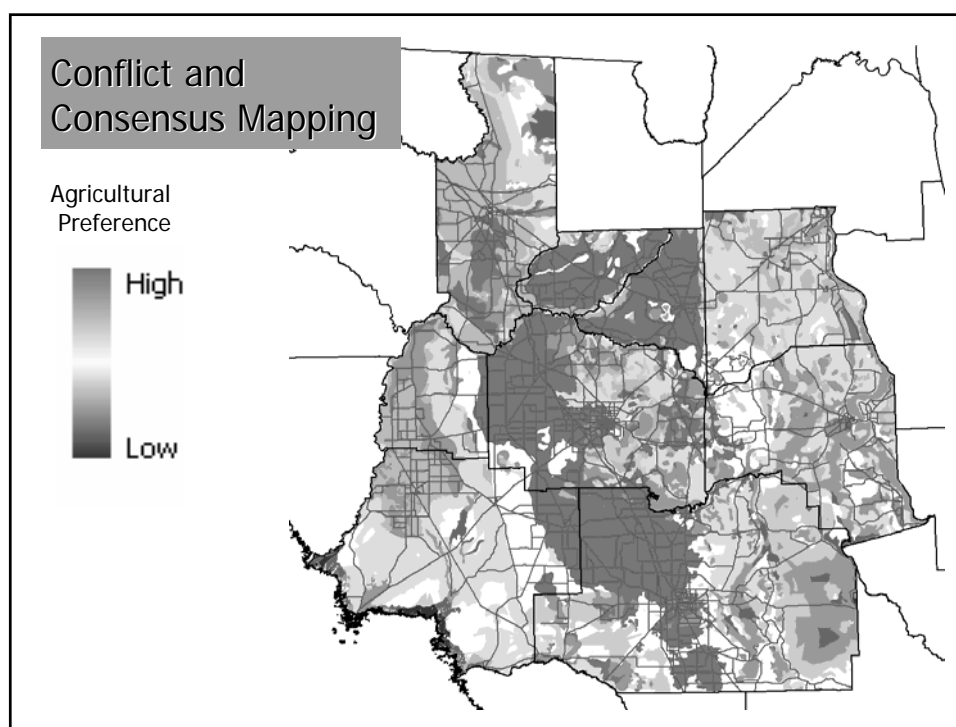 Conflict and
Consensus Mapping
Agricultural
Preference
High
Low